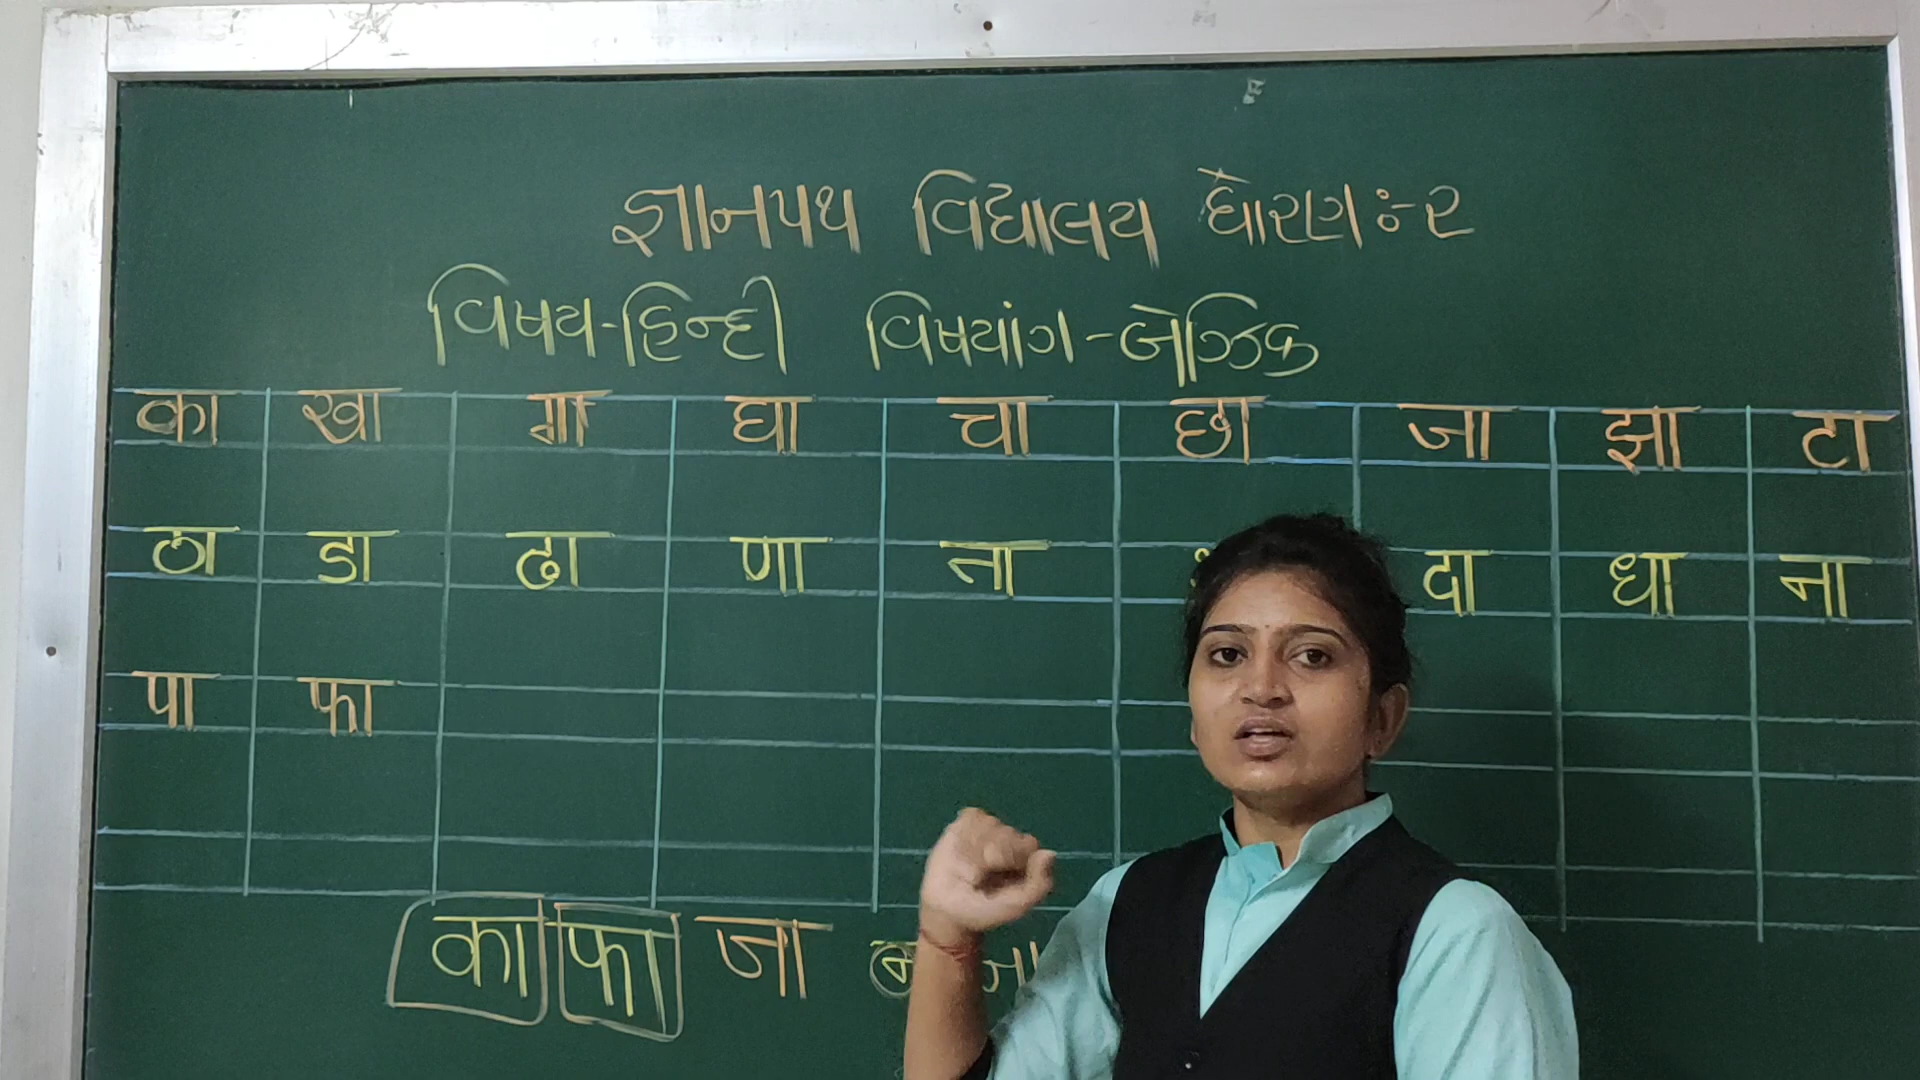 જ્ઞાનપથ વિદ્યાલય ધોરણઃ-૨
વિષય-હિન્દી વિષયાંગ-બેઝિક
का खा गा घा चा छा जा झा टा
ठा डा ढा णा ता दा धा ना
पा फा
का फा जा